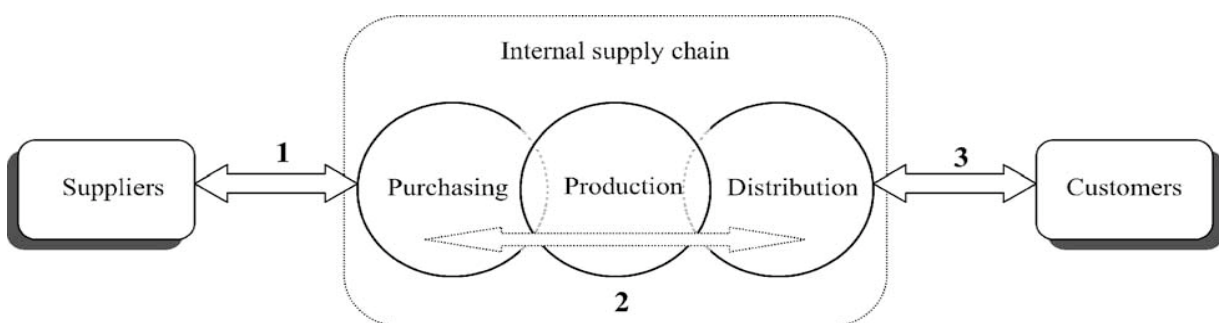 Internal supply chain
1
3
Suppliers
Purchasing
Production
Distribution
Customers
2